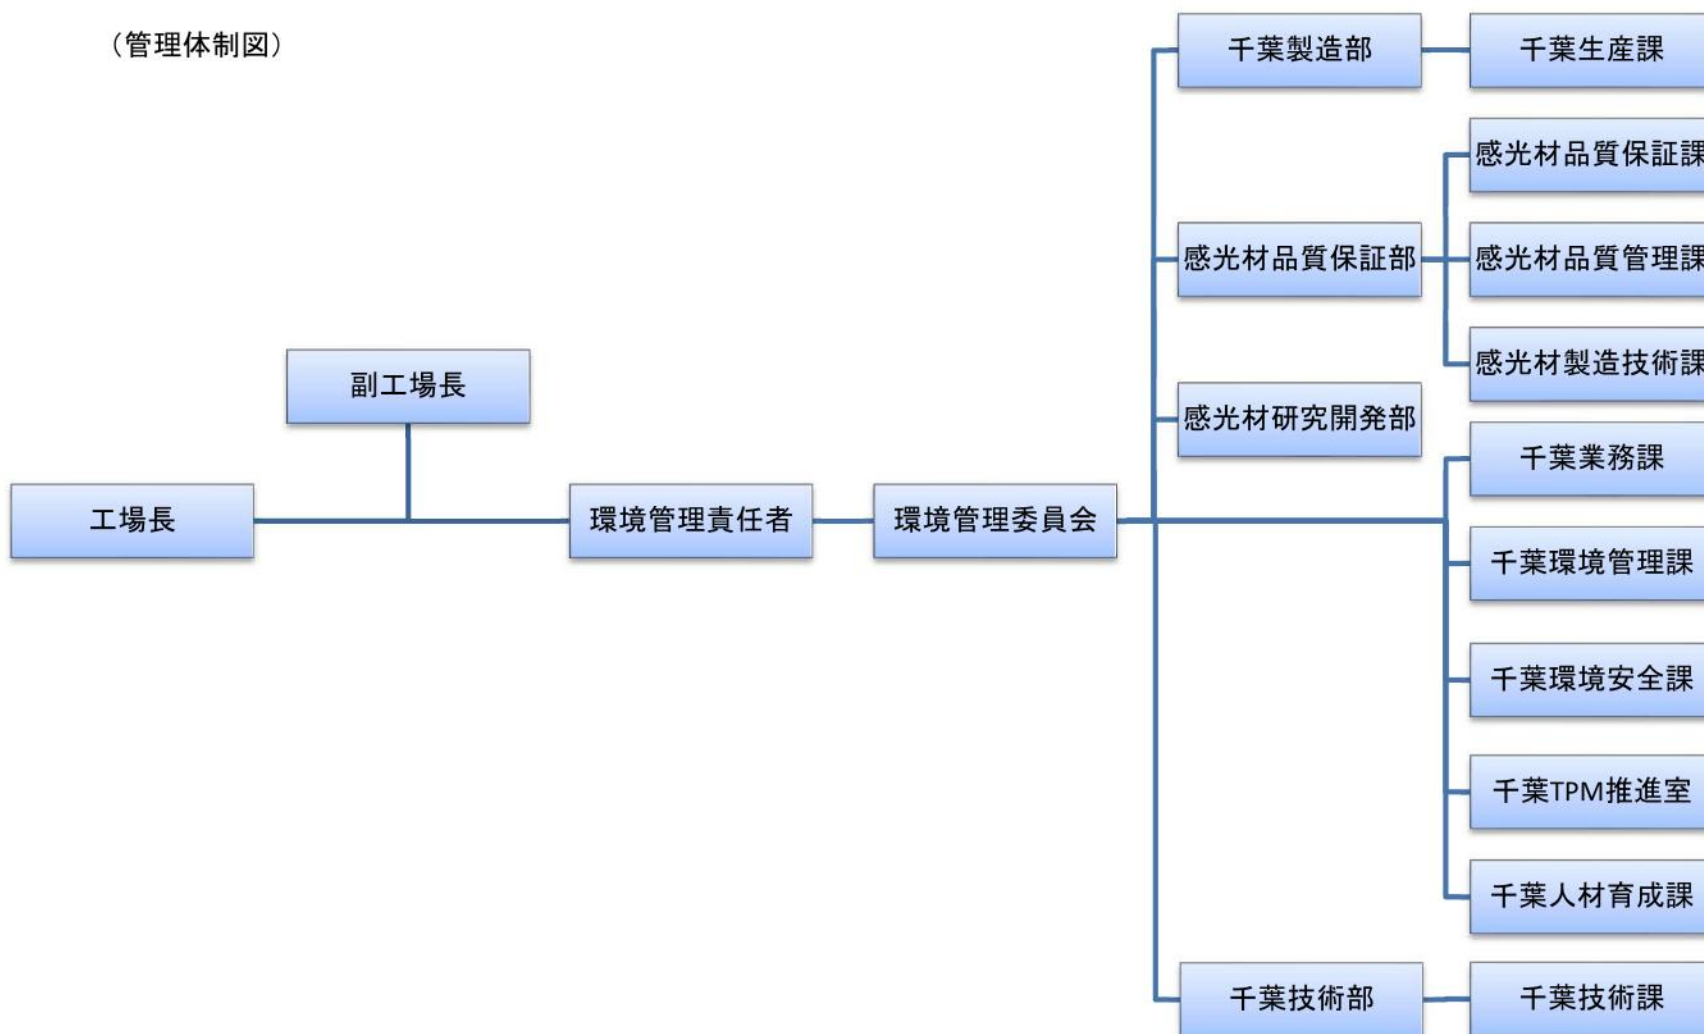 （管理体制図）
千葉製造部
千葉生産課
感光材品質保証課
感光材品質保証部
感光材品質管理課
感光材製造技術課
副工場長
感光材研究開発部
千葉業務課
工場長
環境管理責任者
環境管理委員会
千葉環境管理課
千葉環境安全課
千葉TPM推進室
千葉人材育成課
千葉技術部
千葉技術課